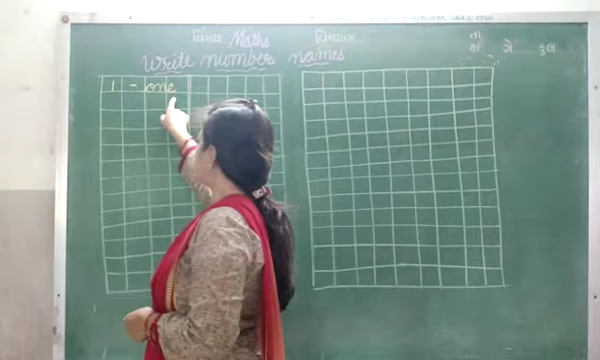 વિષય Maths વિભાગ
Write number names
તા
હા ગે કુલ
1 - one